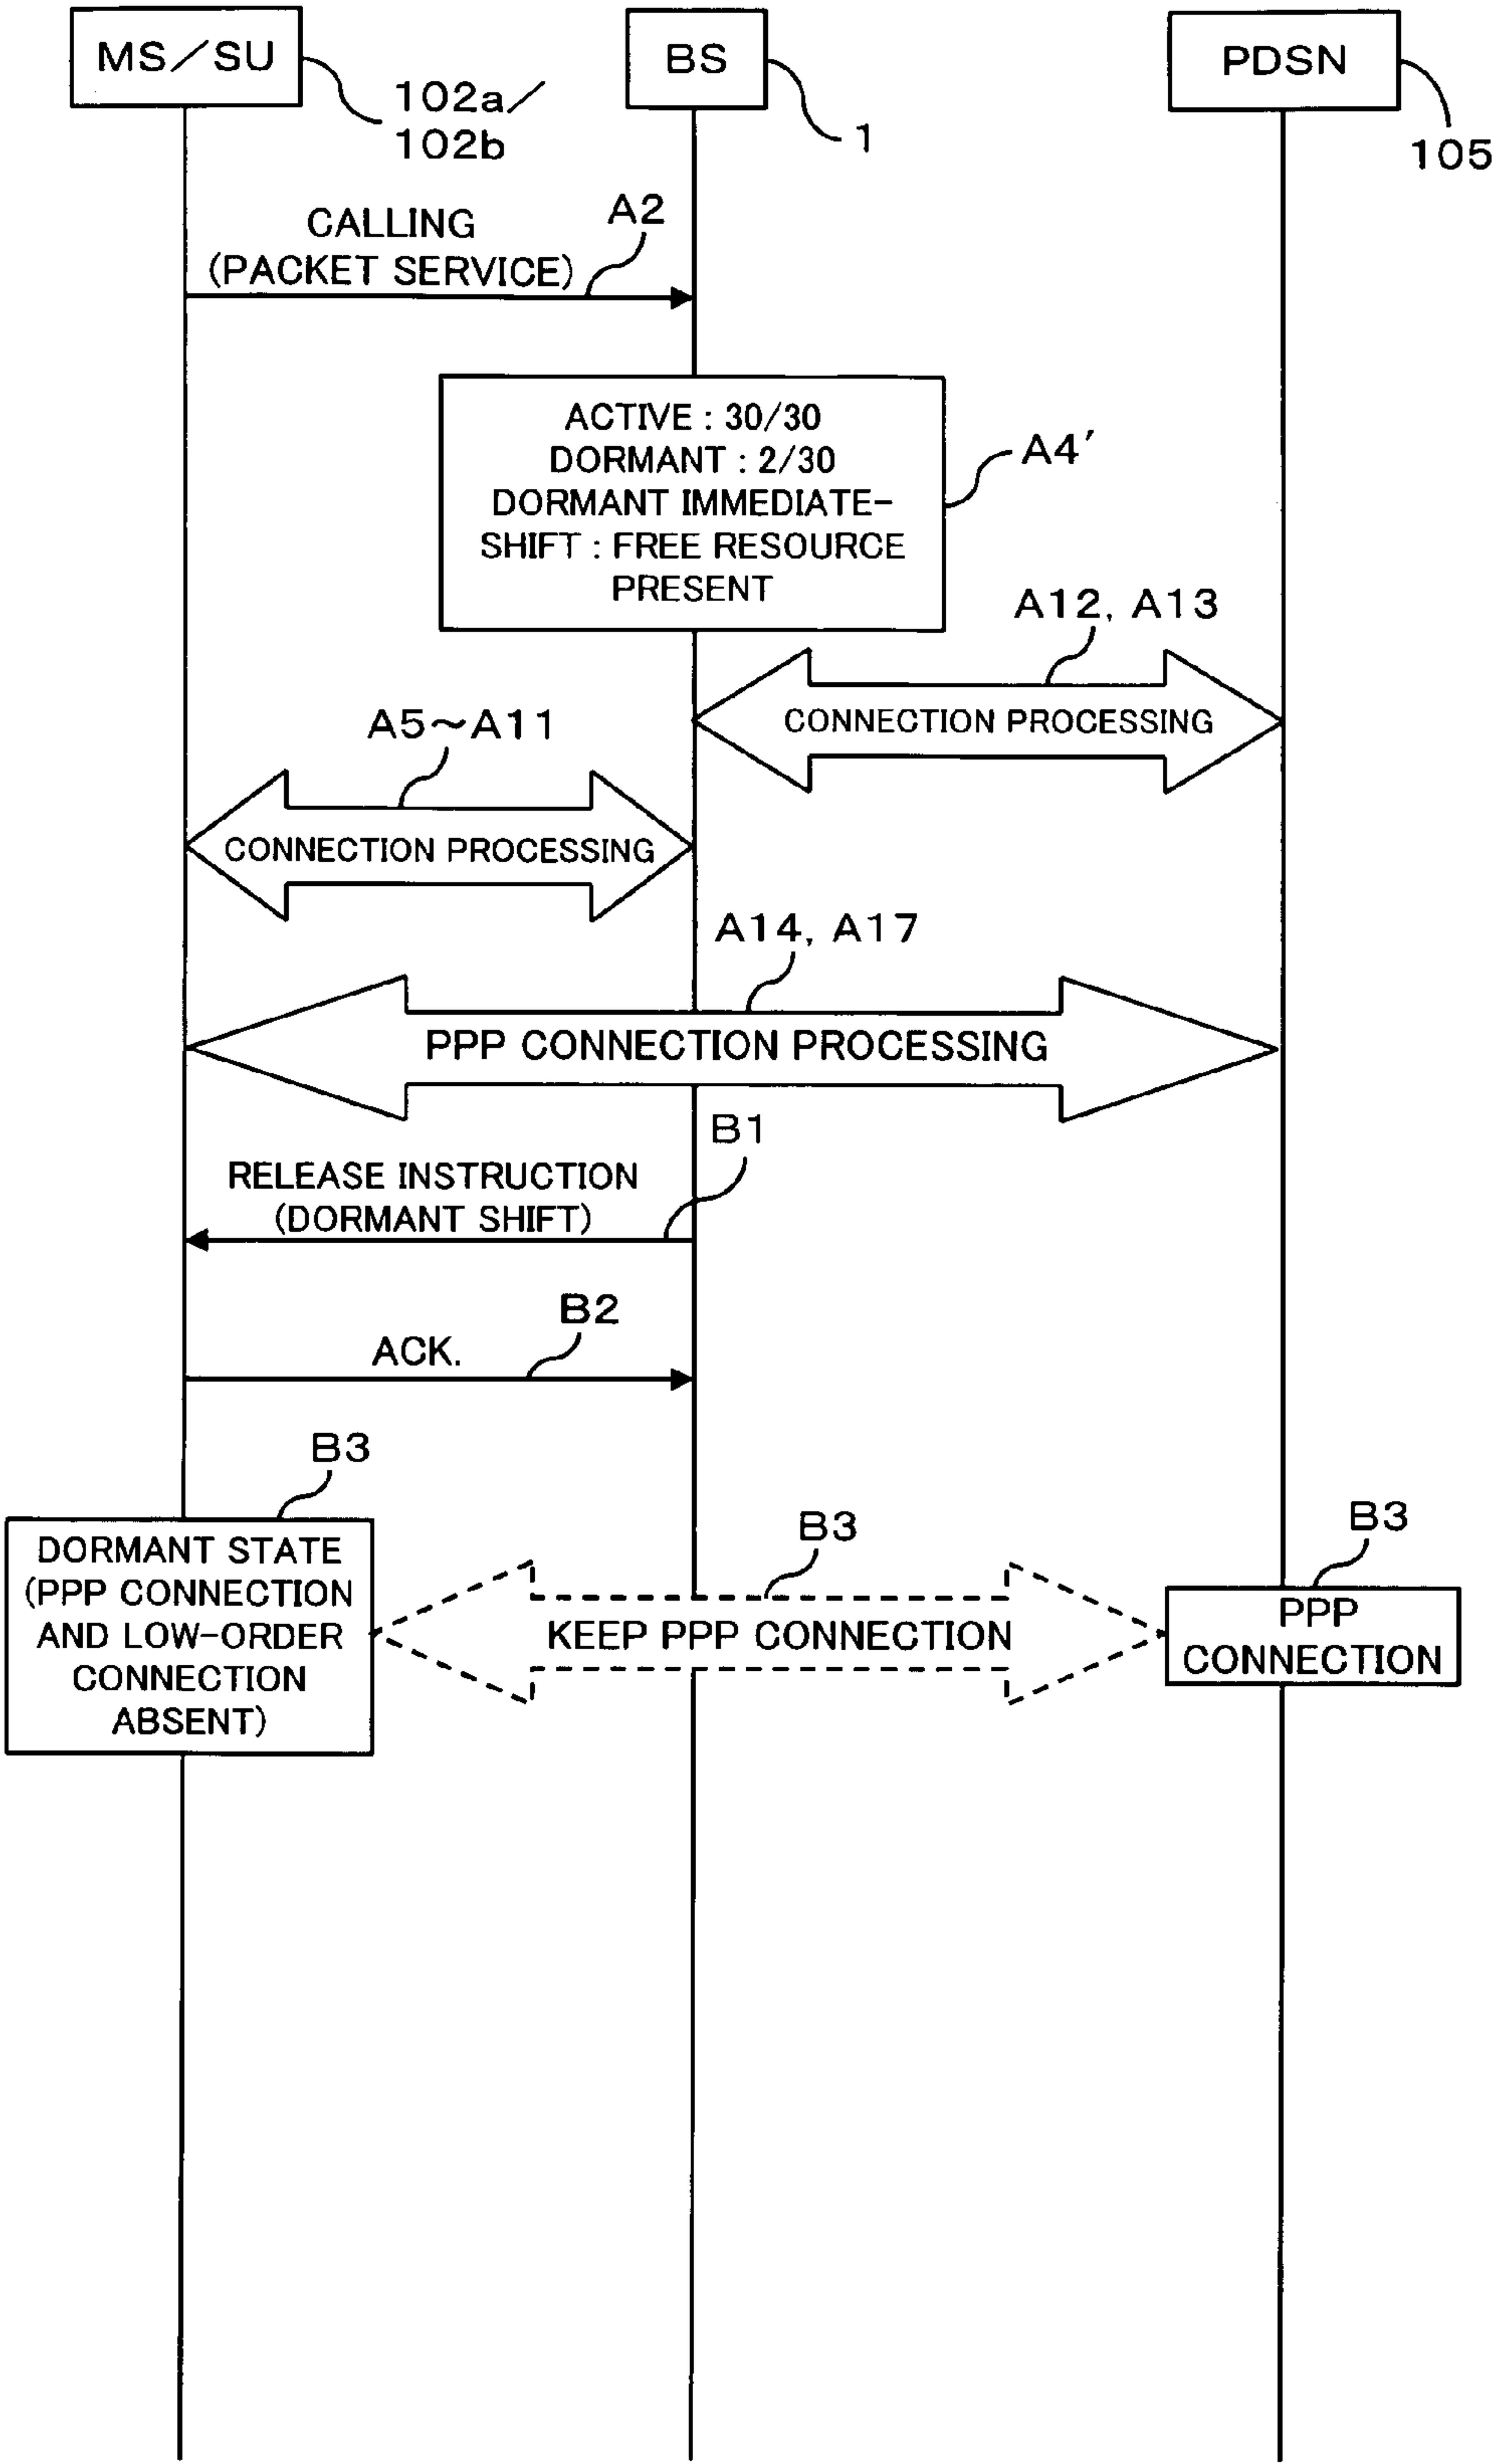 MS/SU
BS
PDSN
102a/
102b
1
105
CALLING
(PACKET SERVICE)
A2
ACTIVE : 30/30
DORMANT : 2/30
DORMANT IMMEDIATE-
SHIFT : FREE RESOURCE
PRESENT
A4′
A12, A13
CONNECTION PROCESSING
A5~A11
CONNECTION PROCESSING
A14, A17
PPP CONNECTION PROCESSING
B1
RELEASE INSTRUCTION
(DORMANT SHIFT)
B2
ACK.
B3
DORMANT STATE
(PPP CONNECTION
AND LOW-ORDER
CONNECTION
ABSENT)
B3
KEEP PPP CONNECTION
B3
PPP
CONNECTION